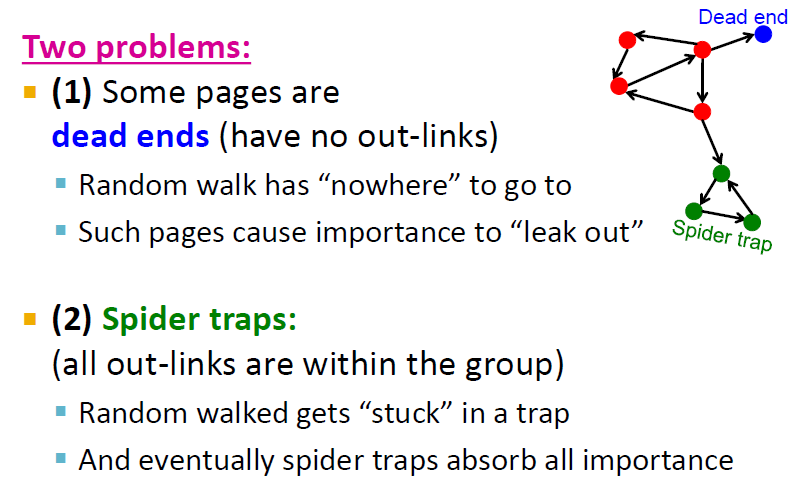 Dead end
Two problems:
(1) Some pages are
dead ends (have no out-links)
Random walk has “nowhere” to go to
Such pages cause importance to “leak out”
Spider trap
(2) Spider traps:
(all out-links are within the group)
Random walked gets “stuck” in a trap
And eventually spider traps absorb all importance